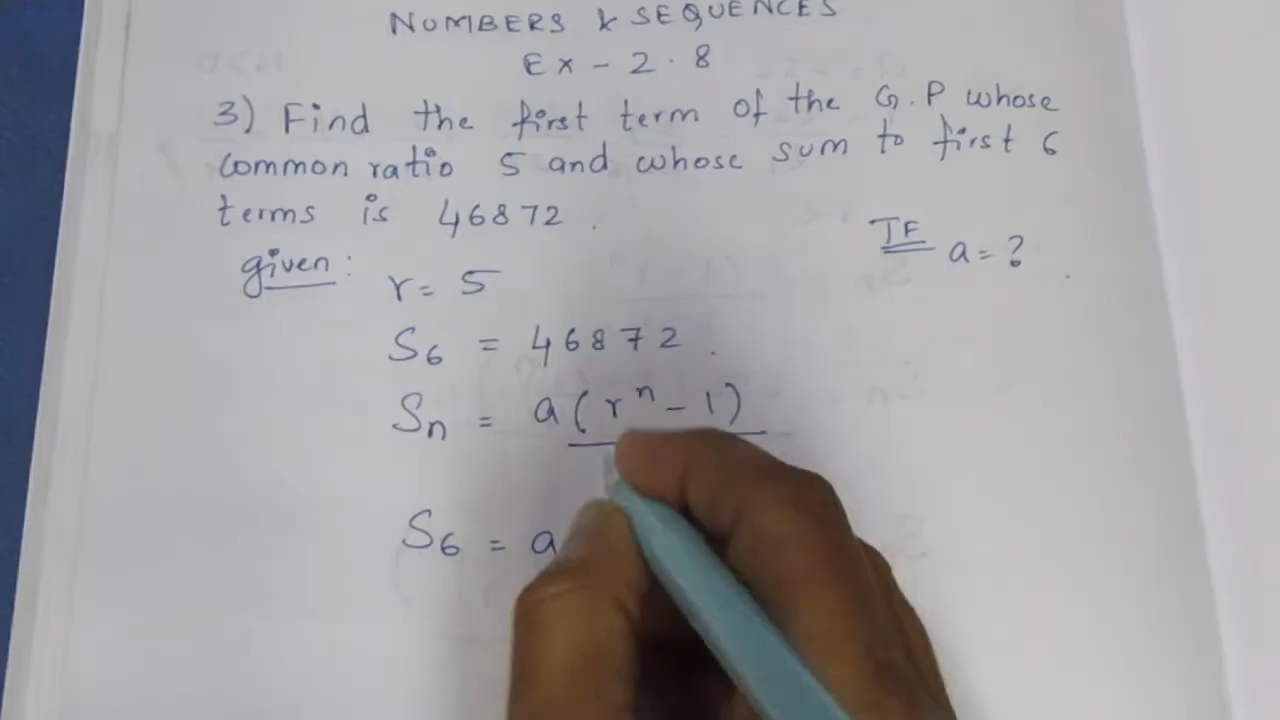 NUMBERS & SEQUENCES
Ex - 2.8
3) Find the first term of the G.P whose
common ratio 5 and whose sum to first 6
terms is 46872.
TF a = ?
given: r = 5
S6 = 46872.
Sn = a(r^n - 1)
S6 = a